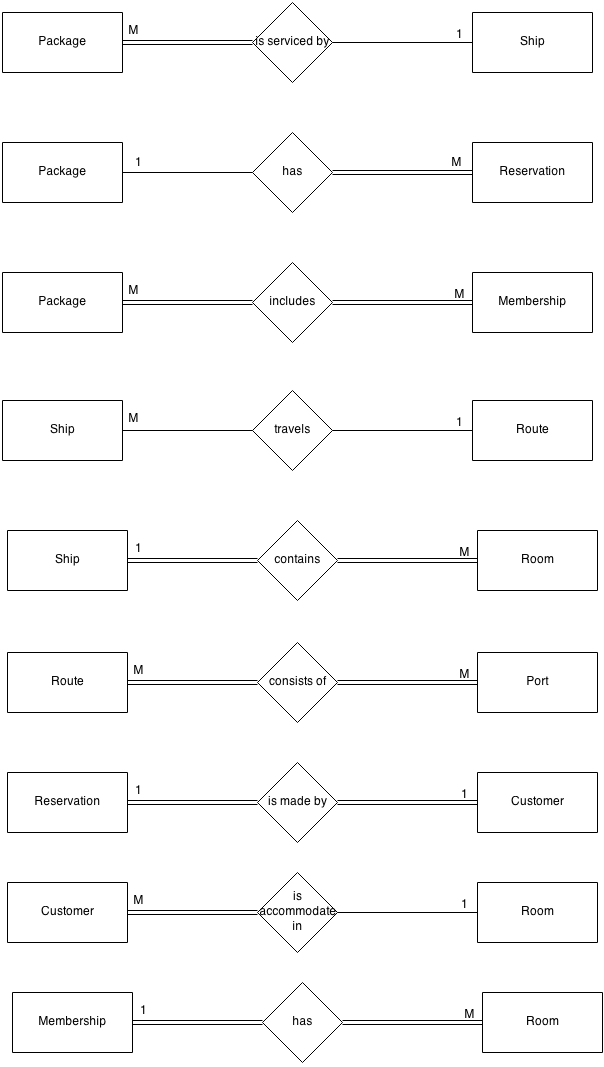 Package M is serviced by 1 Ship
Package 1 has M Reservation
Package M includes M Membership
Ship M travels 1 Route
Ship 1 contains M Room
Route M consists of M Port
Reservation 1 is made by 1 Customer
Customer M is
accommodate
in 1 Room
Membership 1 has M Room